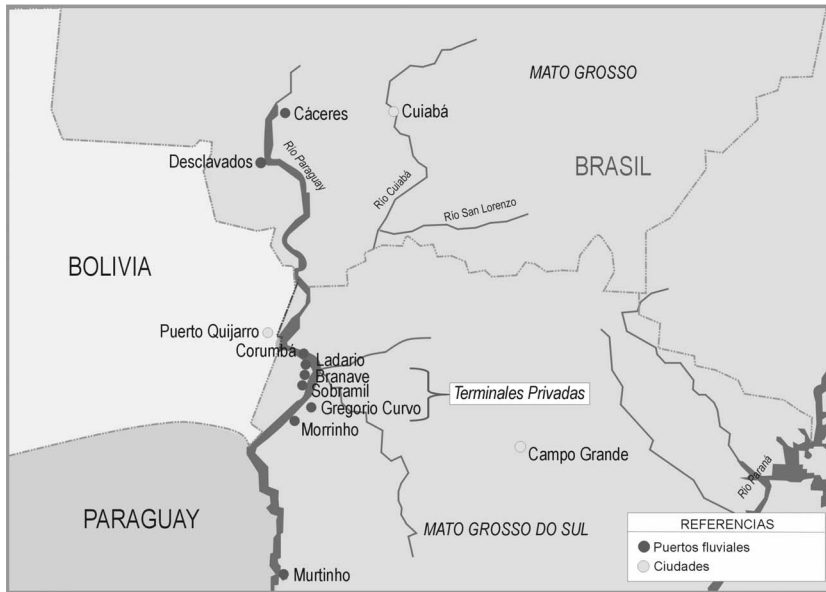 MATO GROSSO
Cáceres
Cuiabá
Desclávados
Río Paraguay
BRASIL
Río Cuiabá
Río San Lorenzo
BOLIVIA
Puerto Quijarro
Corumbá
Ladario
Branave
Sobramil
Terminales Privadas
Gregorio Curvo
Morrinho
Campo Grande
Río Paraná
PARAGUAY
MATO GROSSO DO SUL
REFERENCIAS
Puertos fluviales
Ciudades
Murtinho